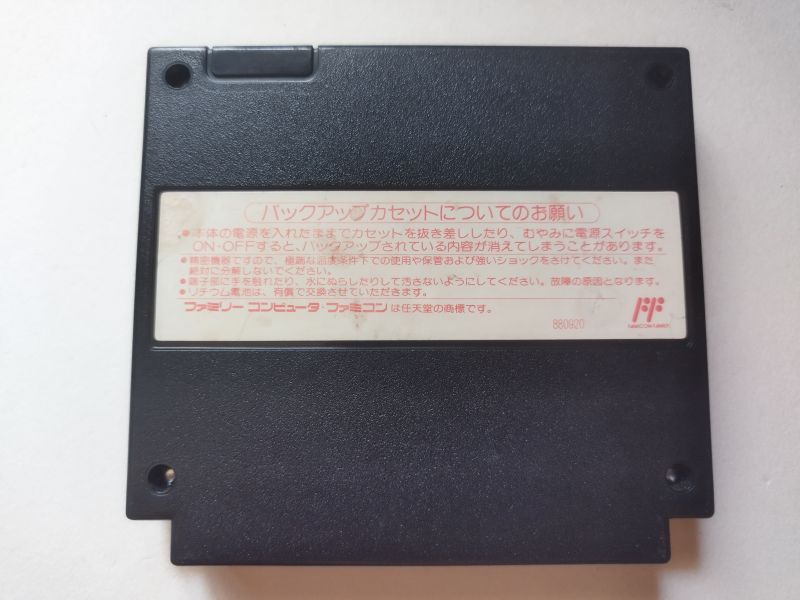 バックアップカセットについてのお願い
●本体の電源を入れたままでカセットを抜き差ししたり、むやみに電源スイッチを
ON・OFFすると、バックアップされている内容が消えてしまうことがあります。
●精密機器ですので、極端な温度条件下での使用や保管および強いショックをさけてください。また
絶対に分解しないでください。
●端子部に手を触れたり、水にぬらしたりして汚さないようにしてください。故障の原因となります。
●リチウム電池は、有償で交換させていただきます。
ファミリー コンピュータ・ファミコンは任天堂の商標です。
FAMICOM FAMILY
880920